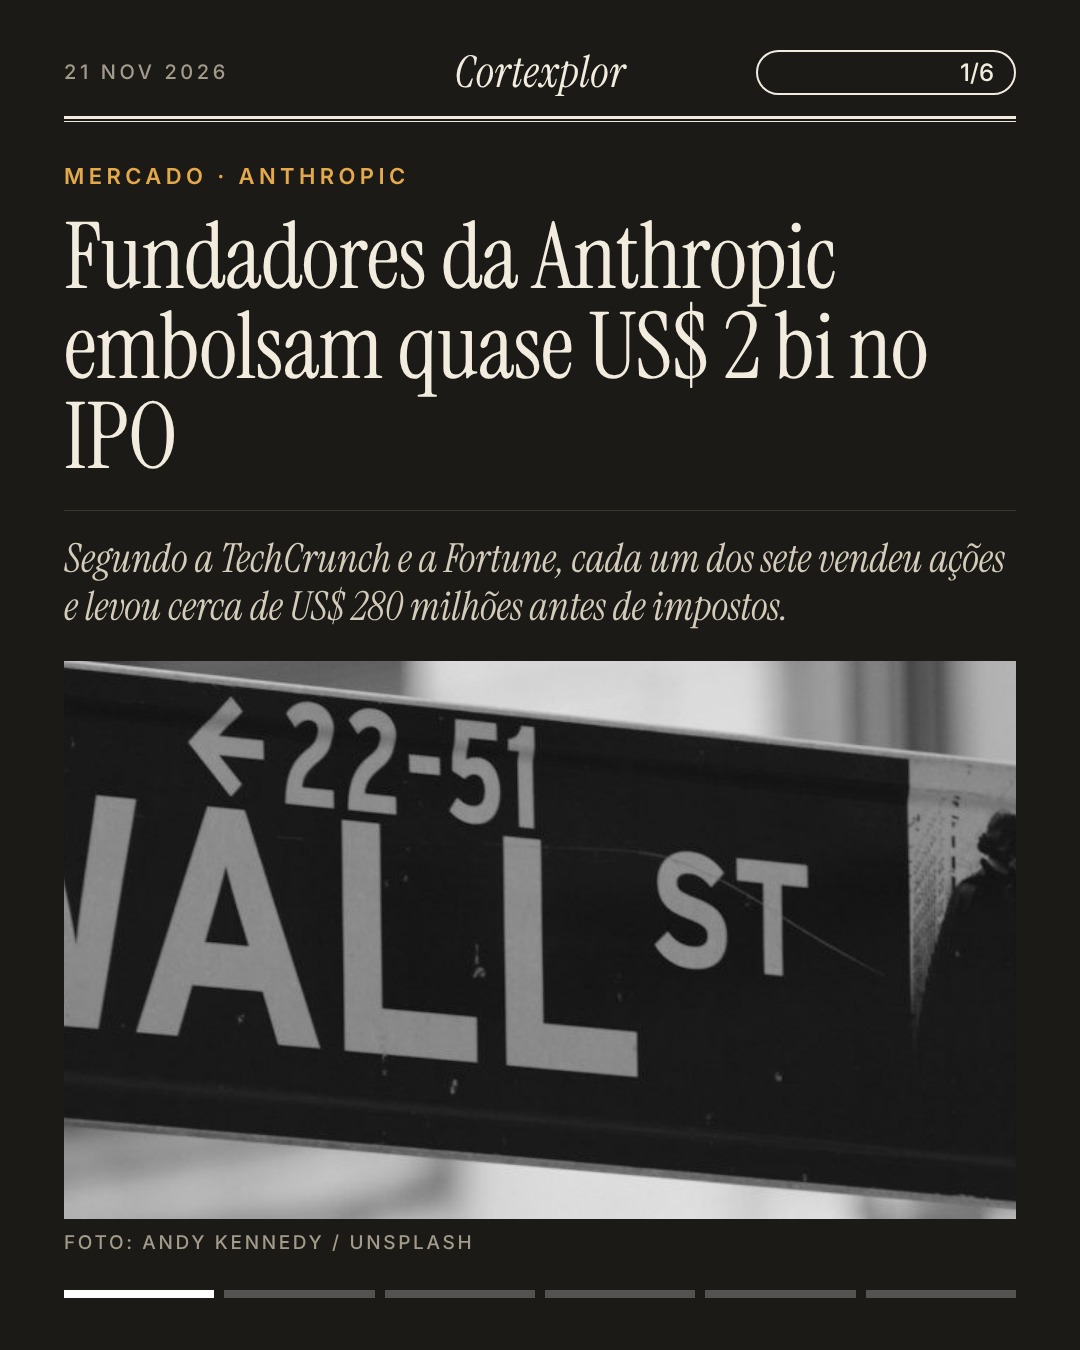 21 NOV 2026
Cortexplor
1/6
MERCADO · ANTHROPIC
Fundadores da Anthropic
embolsam quase US$ 2 bi no
IPO
Segundo a TechCrunch e a Fortune, cada um dos sete vendeu ações
e levou cerca de US$ 280 milhões antes de impostos.
←22-51
WALL ST
FOTO: ANDY KENNEDY / UNSPLASH